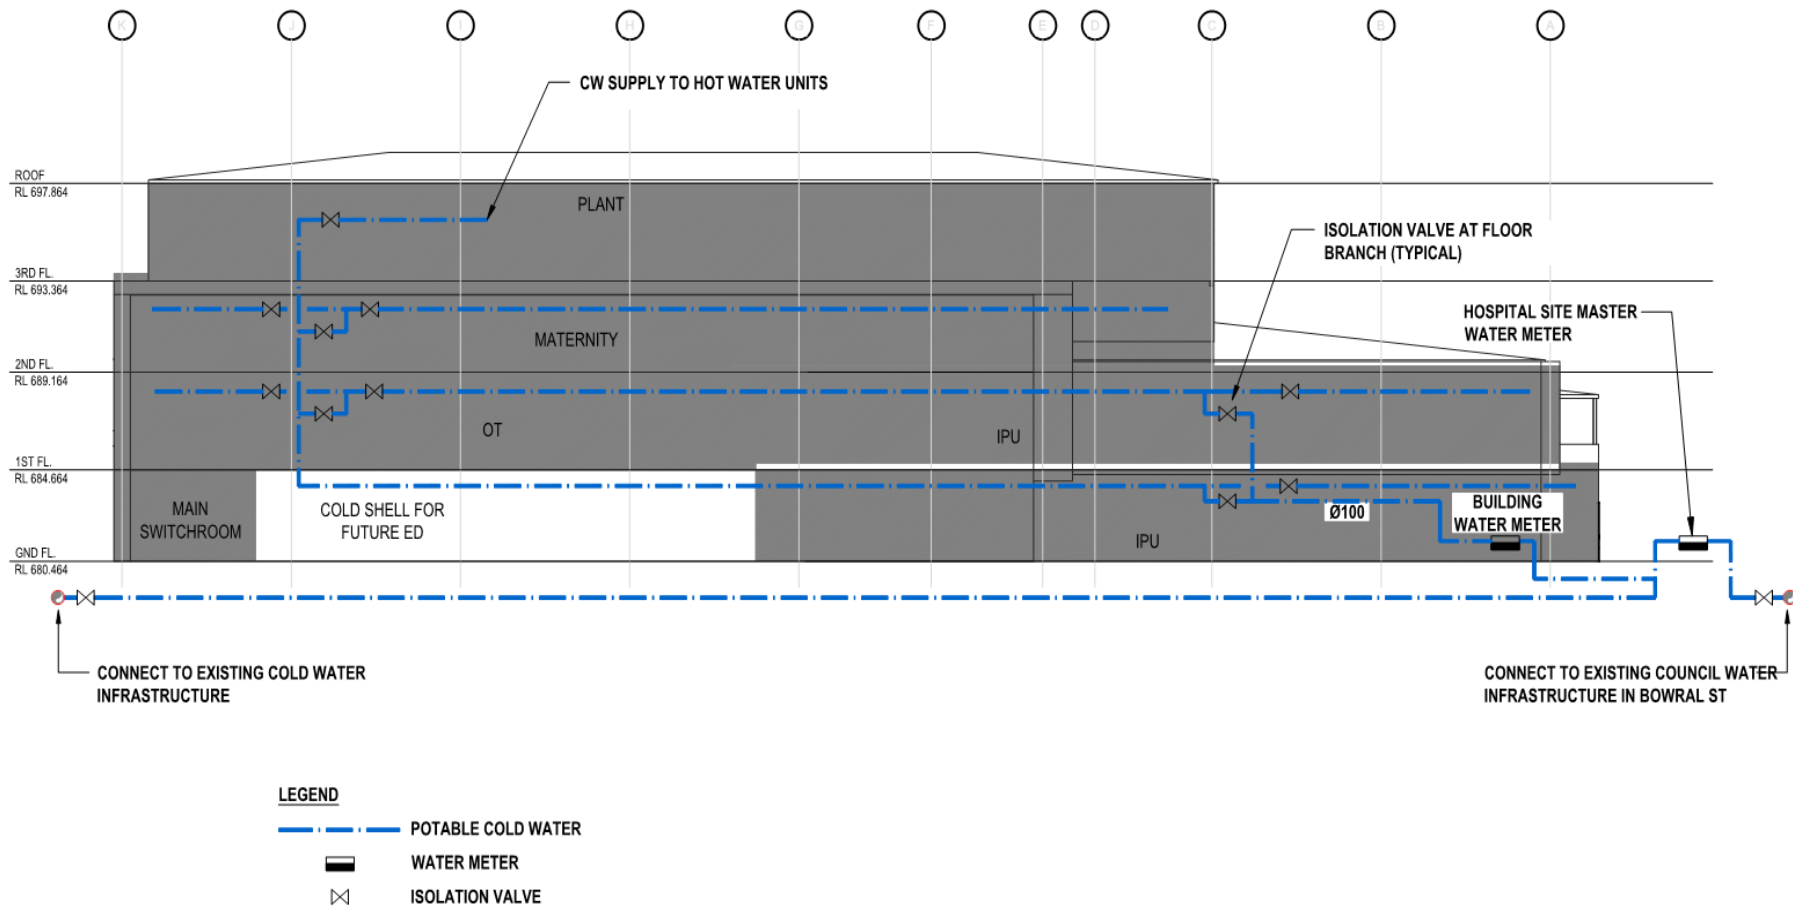 K J I H G F E D C B A
CW SUPPLY TO HOT WATER UNITS
ROOF
RL 697.864
PLANT
ISOLATION VALVE AT FLOOR
BRANCH (TYPICAL)
3RD FL.
RL 693.364
HOSPITAL SITE MASTER
WATER METER
MATERNITY
2ND FL.
RL 689.164
OT
IPU
1ST FL.
RL 684.664
MAIN
SWITCHROOM
COLD SHELL FOR
FUTURE ED
Ø100
BUILDING
WATER METER
IPU
GND FL.
RL 680.464
CONNECT TO EXISTING COLD WATER
INFRASTRUCTURE
CONNECT TO EXISTING COUNCIL WATER
INFRASTRUCTURE IN BOWRAL ST
LEGEND
POTABLE COLD WATER
WATER METER
ISOLATION VALVE